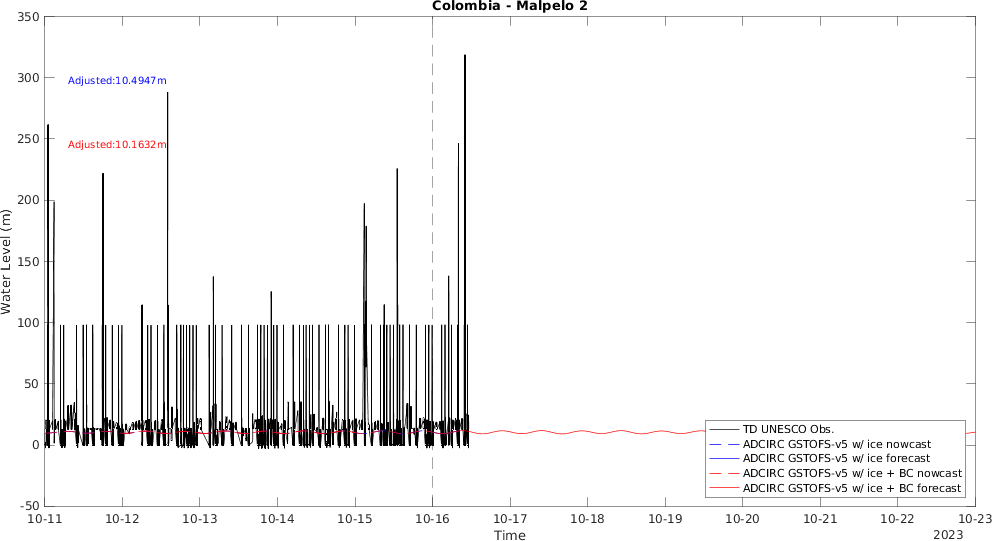 Colombia - Malpelo 2
350
300
250
200
150
100
50
0
-50
Water Level (m)
Adjusted:10.4947m
Adjusted:10.1632m
TD UNESCO Obs.
ADCIRC GSTOFS-v5 w/ ice nowcast
ADCIRC GSTOFS-v5 w/ ice forecast
ADCIRC GSTOFS-v5 w/ ice + BC nowcast
ADCIRC GSTOFS-v5 w/ ice + BC forecast
10-11 10-12 10-13 10-14 10-15 10-16 10-17 10-18 10-19 10-20 10-21 10-22 10-23
Time
2023